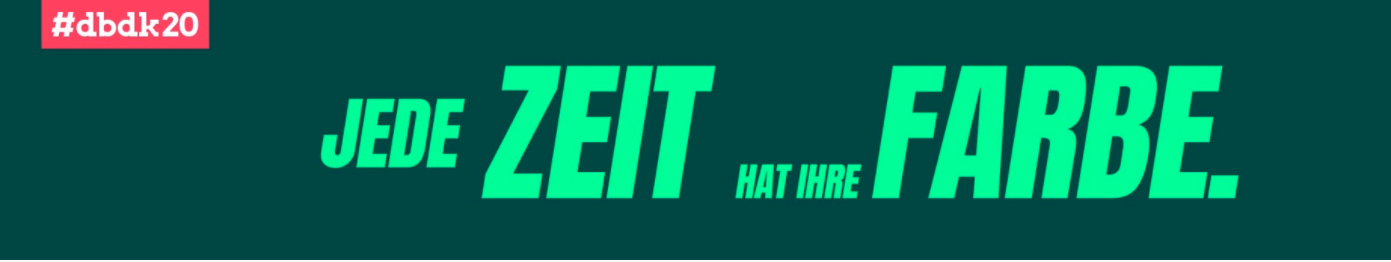 #dbdk20
JEDE ZEIT HAT IHRE FARBE.